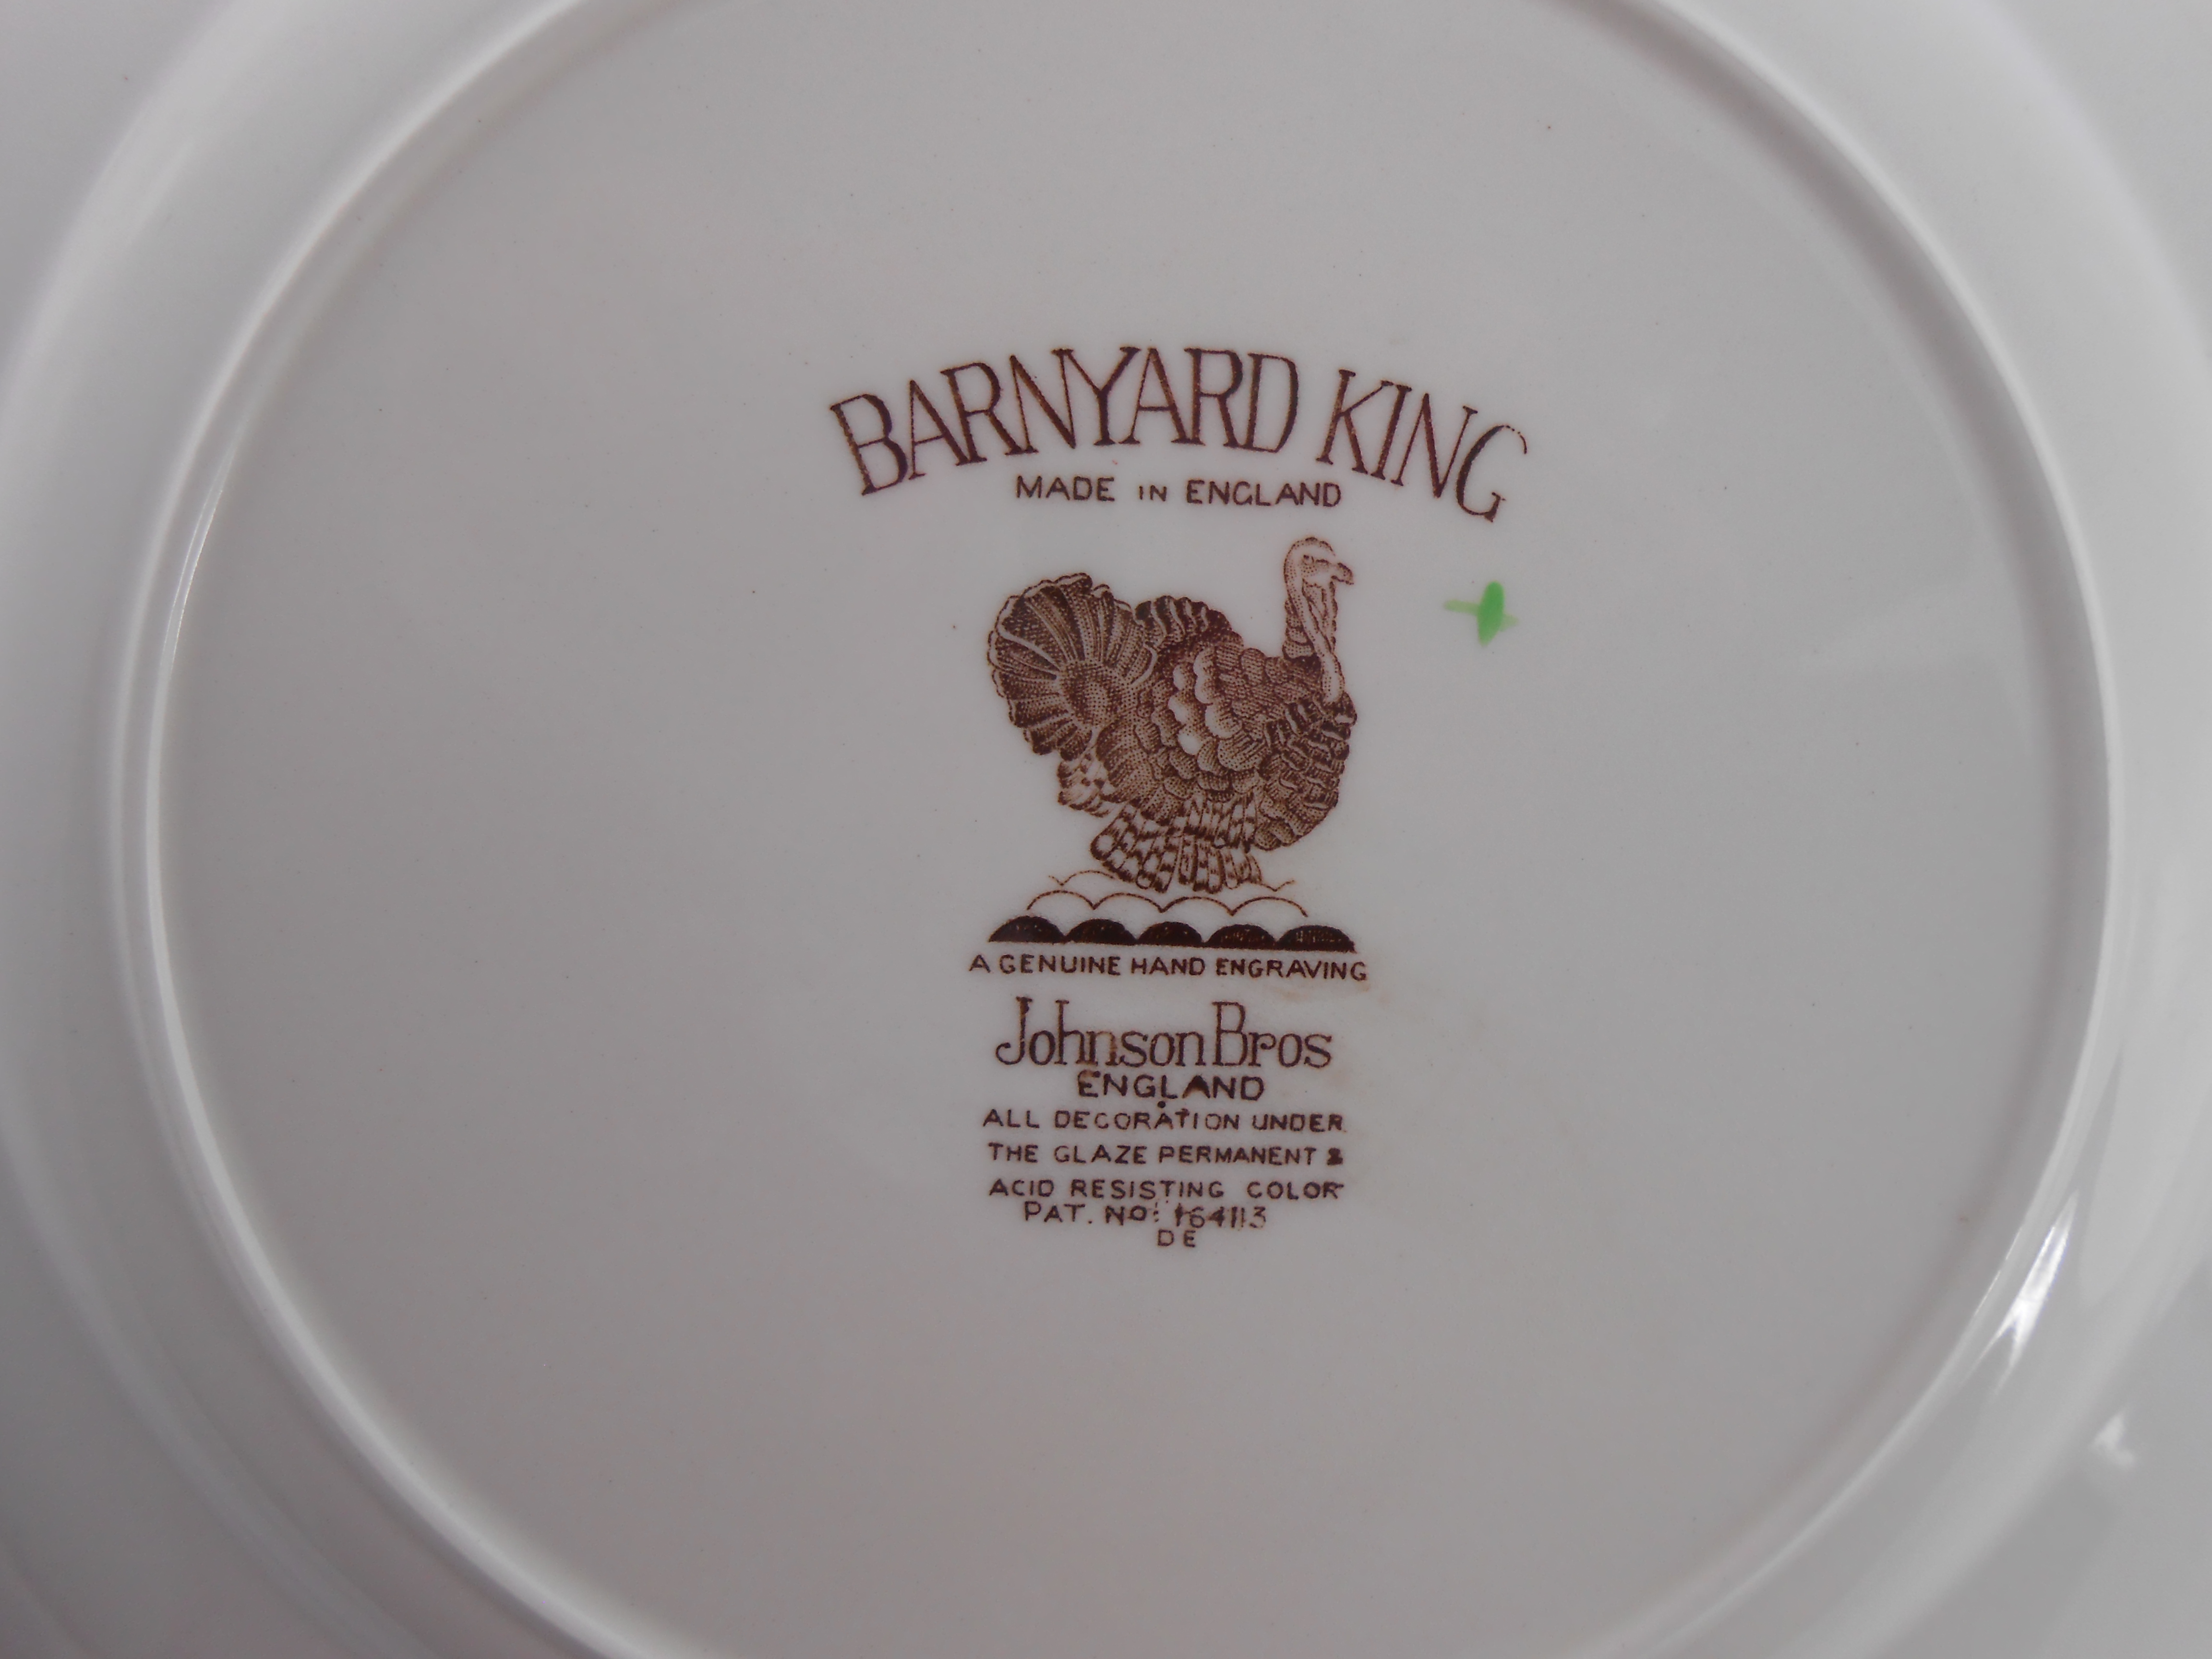 BARNYARD KING
MADE IN ENGLAND
A GENUINE HAND ENGRAVING
Johnson Bros
ENGLAND
ALL DECORATION UNDER
THE GLAZE PERMANENT &
ACID RESISTING COLOR
PAT. NO: 164113
DE